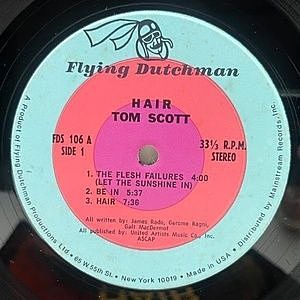 Flying Dutchman
HAIR
TOM SCOTT
FDS 106 A
SIDE 1
33⅓ R.P.M.
STEREO
1. THE FLESH FAILURES 4:00
(LET THE SUNSHINE IN)
2. BE IN 5:37
3. HAIR 7:36
All written by: James Rado, Gerome Ragni,
Galt MacDermot
All published by: United Artists Music Co., Inc.
ASCAP
A Product of Flying Dutchman Productions Ltd./ 65 W. 55th St. • New York 10019 • Made in U.S.A. • Distributed by Mainstream Records Inc.